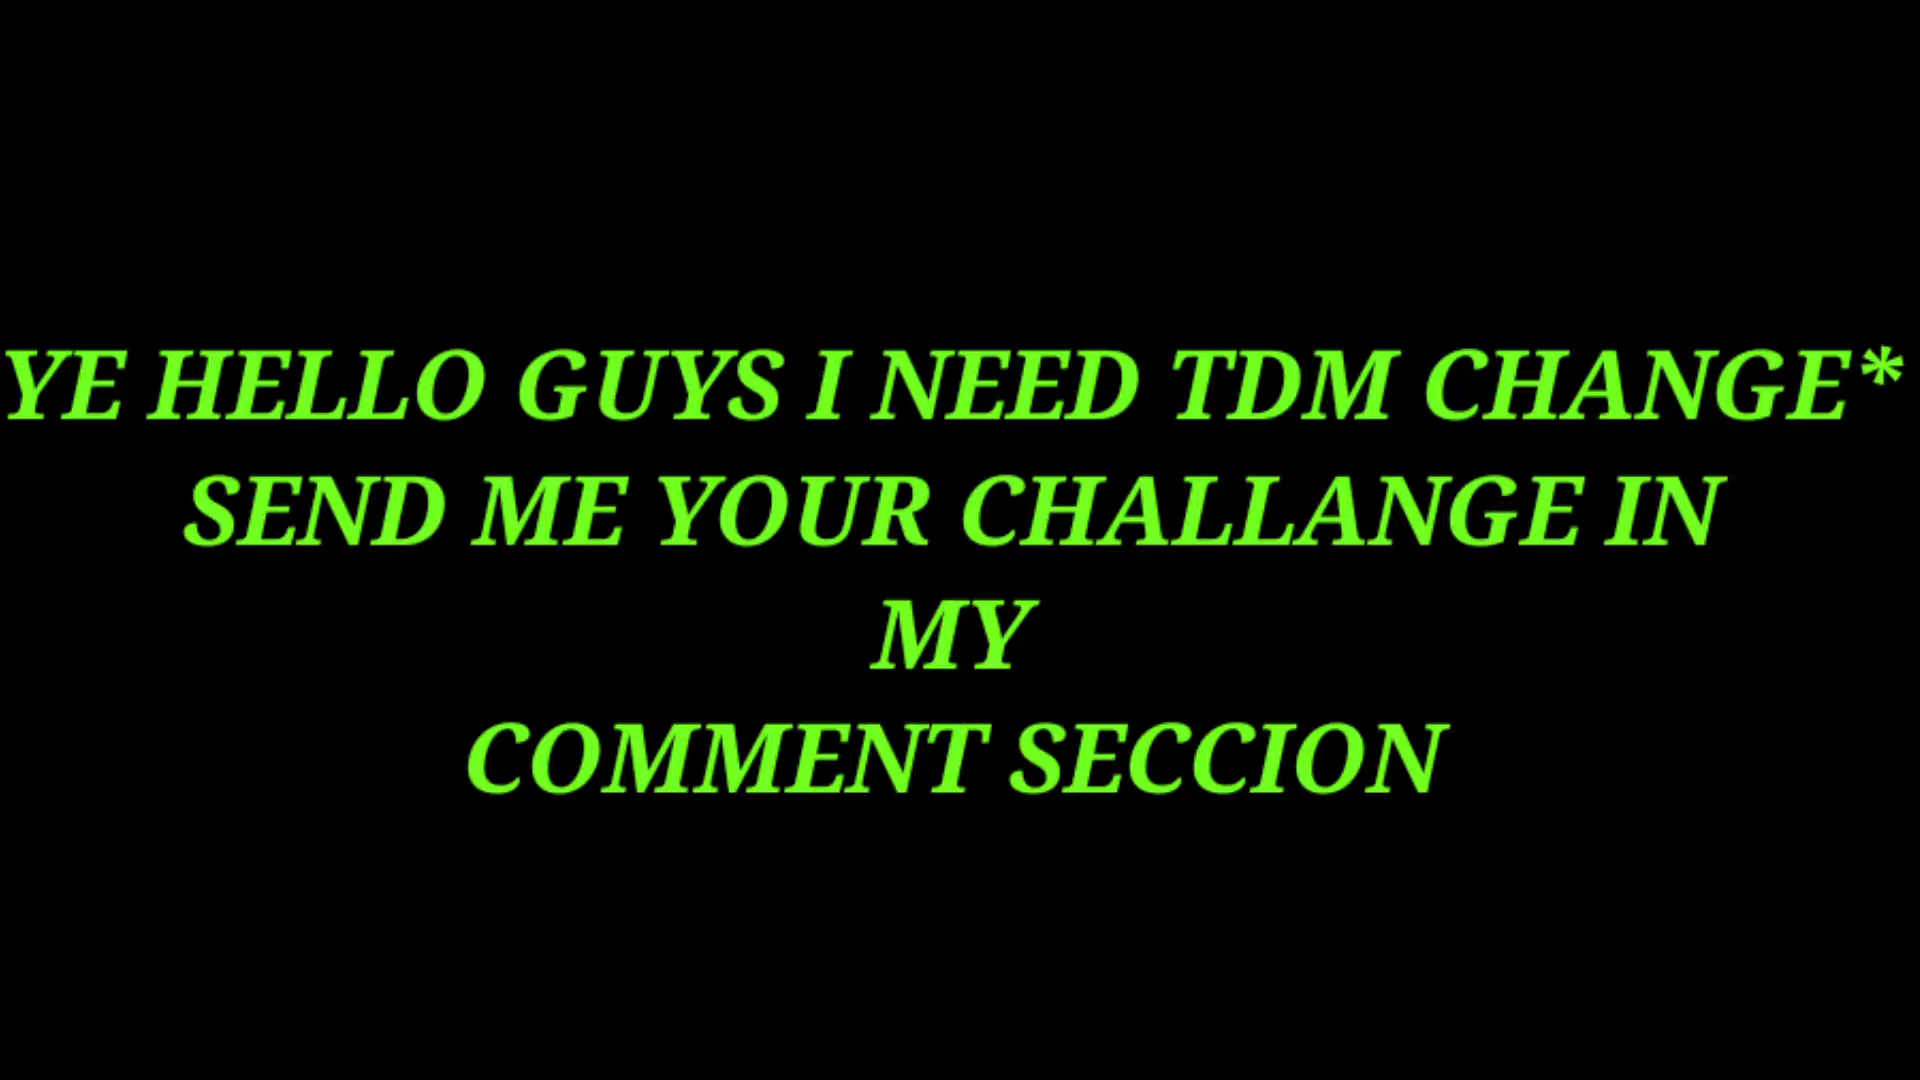 YE HELLO GUYS I NEED TDM CHANGE*
SEND ME YOUR CHALLANGE IN
MY
COMMENT SECCION